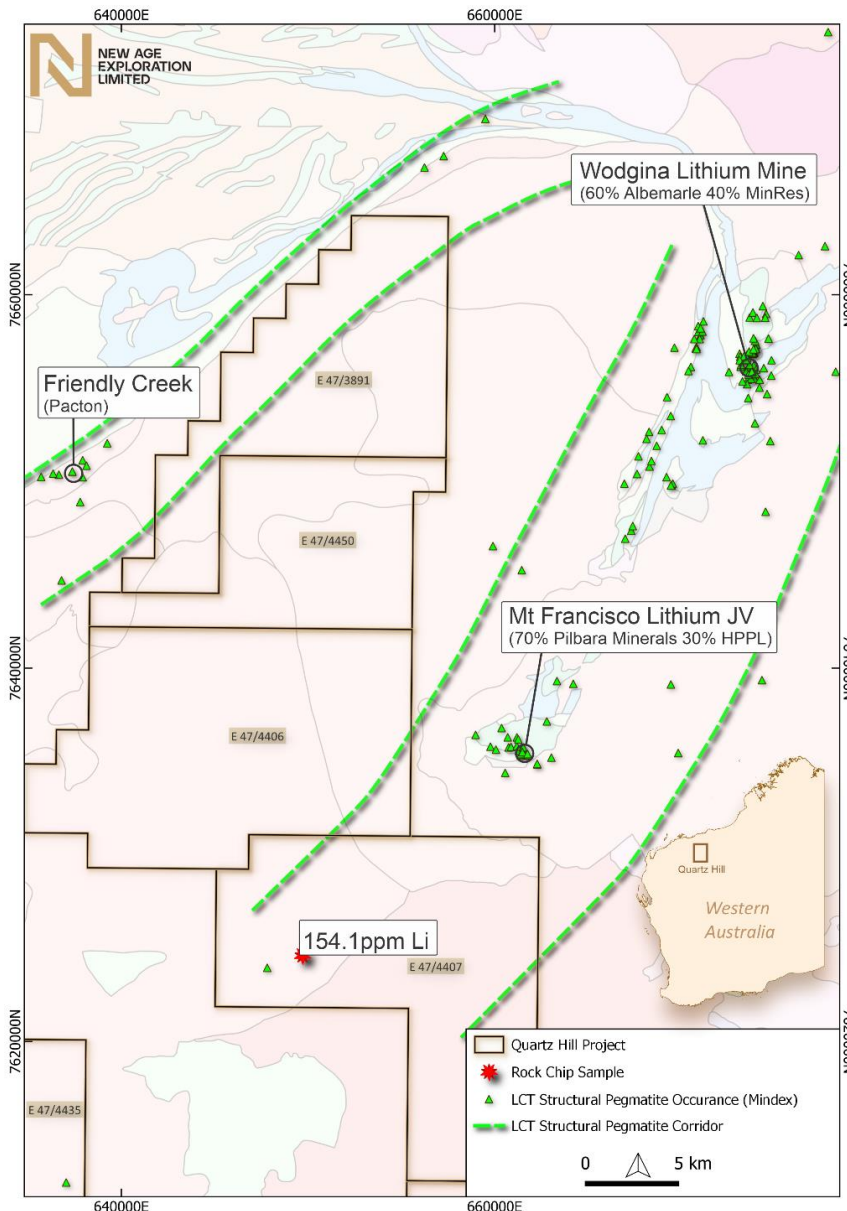 640000E
660000E
NEW AGE
EXPLORATION
LIMITED
Wodgina Lithium Mine
(60% Albemarle 40% MinRes)
7660000N
7660000N
Friendly Creek
(Pacton)
E 47/3891
E 47/4450
Mt Francisco Lithium JV
(70% Pilbara Minerals 30% HPPL)
7640000N
7640000N
E 47/4406
Quartz Hill
Western
Australia
154.1ppm Li
E 47/4407
7620000N
7620000N
E 47/4435
Quartz Hill Project
Rock Chip Sample
LCT Structural Pegmatite Occurance (Mindex)
LCT Structural Pegmatite Corridor
0 5 km
640000E
660000E